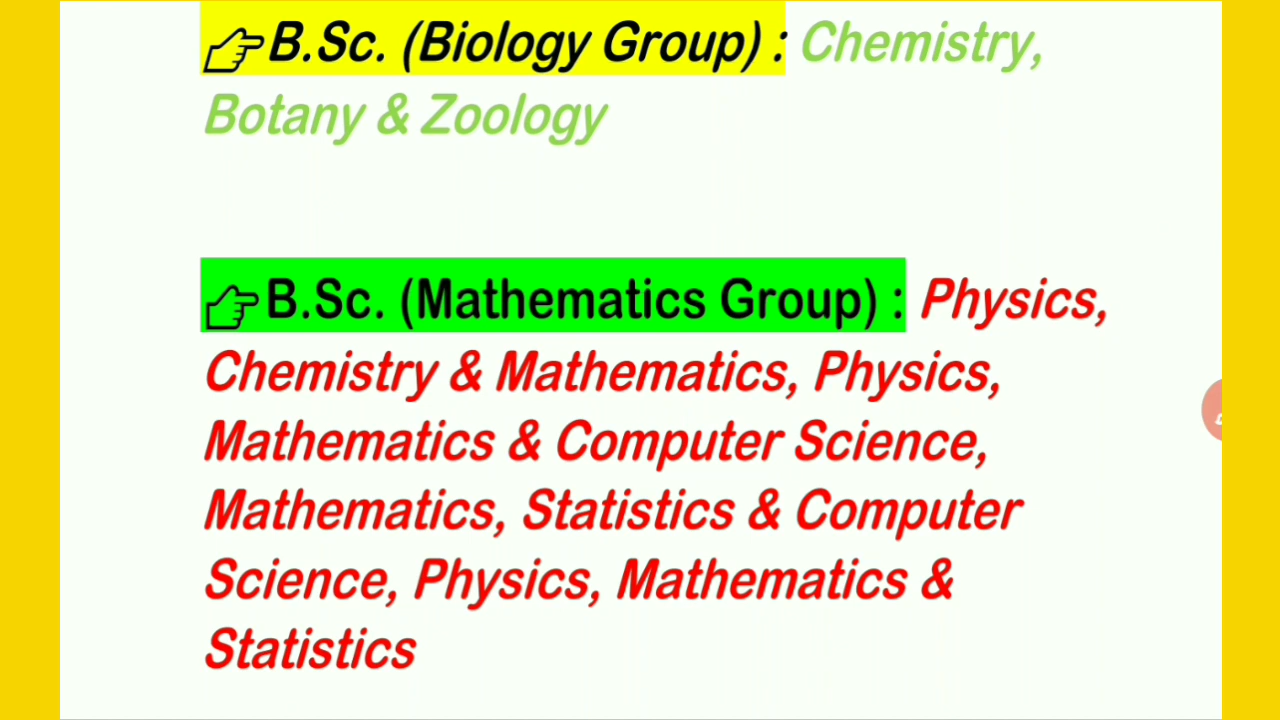 👉B.Sc. (Biology Group) : Chemistry,
Botany & Zoology
👉B.Sc. (Mathematics Group) : Physics,
Chemistry & Mathematics, Physics,
Mathematics & Computer Science,
Mathematics, Statistics & Computer
Science, Physics, Mathematics &
Statistics